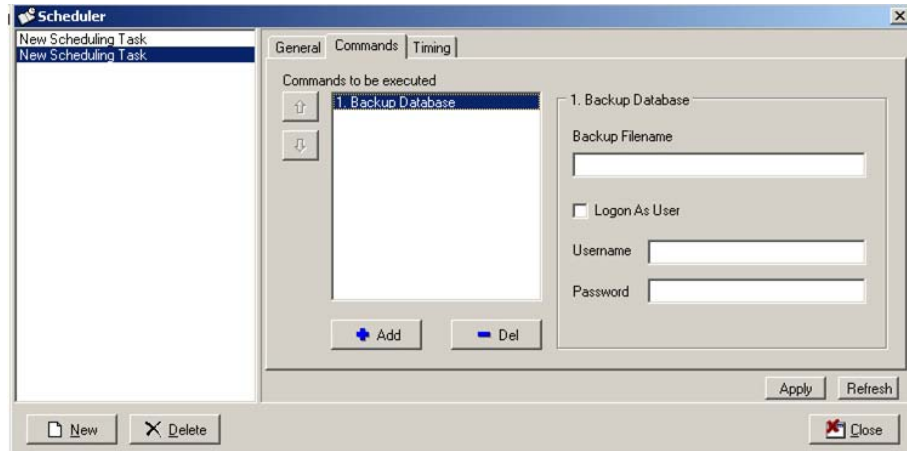 Scheduler
New Scheduling Task
New Scheduling Task
General Commands Timing
Commands to be executed
1. Backup Database
1. Backup Database
Backup Filename
Logon As User
Username
Password
Add Del
Apply Refresh
New Delete Close